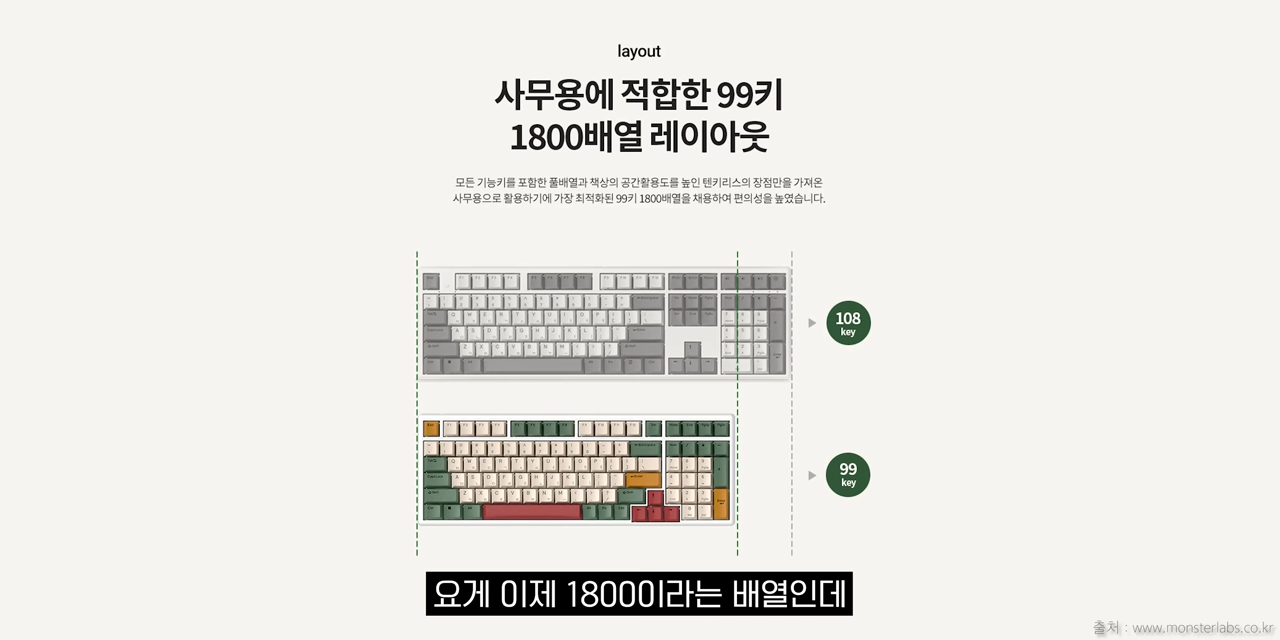 layout
사무용에 적합한 99키
1800배열 레이아웃
모든 기능키를 포함한 풀배열과 책상의 공간활용도를 높인 텐키리스의 장점만을 가져온
사무용으로 활용하기에 가장 최적화된 99키 1800배열을 채용하여 편의성을 높였습니다.
108
key
99
key
요게 이제 1800이라는 배열인데
출처 : www.monsterlabs.co.kr